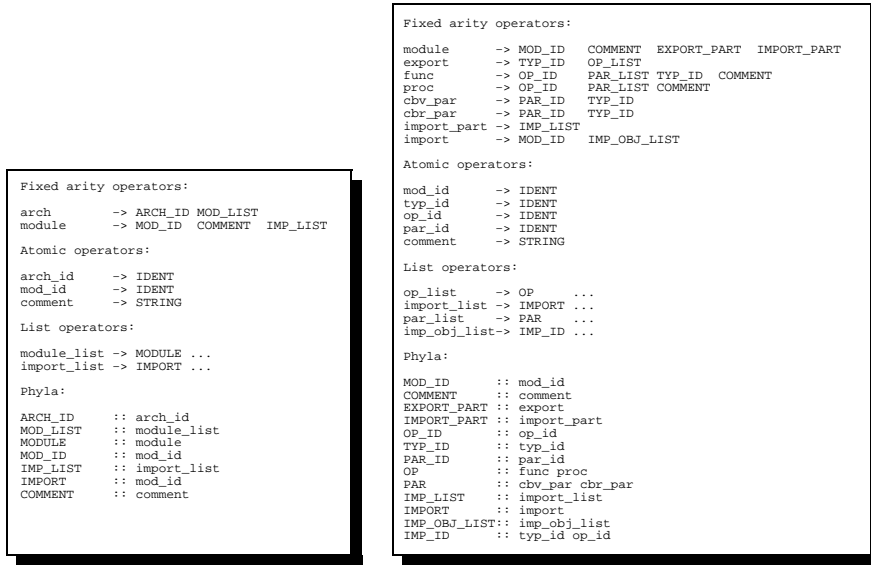 Fixed arity operators:
arch -> ARCH_ID MOD_LIST
module -> MOD_ID COMMENT IMP_LIST
Atomic operators:
arch_id -> IDENT
mod_id -> IDENT
comment -> STRING
List operators:
module_list -> MODULE ...
import_list -> IMPORT ...
Phyla:
ARCH_ID :: arch_id
MOD_LIST :: module_list
MODULE :: module
MOD_ID :: mod_id
IMP_LIST :: import_list
IMPORT :: mod_id
COMMENT :: comment
Fixed arity operators:
module -> MOD_ID COMMENT EXPORT_PART IMPORT_PART
export -> TYP_ID OP_LIST
func -> OP_ID PAR_LIST TYP_ID COMMENT
proc -> OP_ID PAR_LIST COMMENT
cbv_par -> PAR_ID TYP_ID
cbr_par -> PAR_ID TYP_ID
import_part -> IMP_LIST
import -> MOD_ID IMP_OBJ_LIST
Atomic operators:
mod_id -> IDENT
typ_id -> IDENT
op_id -> IDENT
par_id -> IDENT
comment -> STRING
List operators:
op_list -> OP ...
import_list -> IMPORT ...
par_list -> PAR ...
imp_obj_list-> IMP_ID ...
Phyla:
MOD_ID :: mod_id
COMMENT :: comment
EXPORT_PART :: export
IMPORT_PART :: import_part
OP_ID :: op_id
TYP_ID :: typ_id
PAR_ID :: par_id
OP :: func proc
PAR :: cbv_par cbr_par
IMP_LIST :: import_list
IMPORT :: import
IMP_OBJ_LIST:: imp_obj_list
IMP_ID :: typ_id op_id